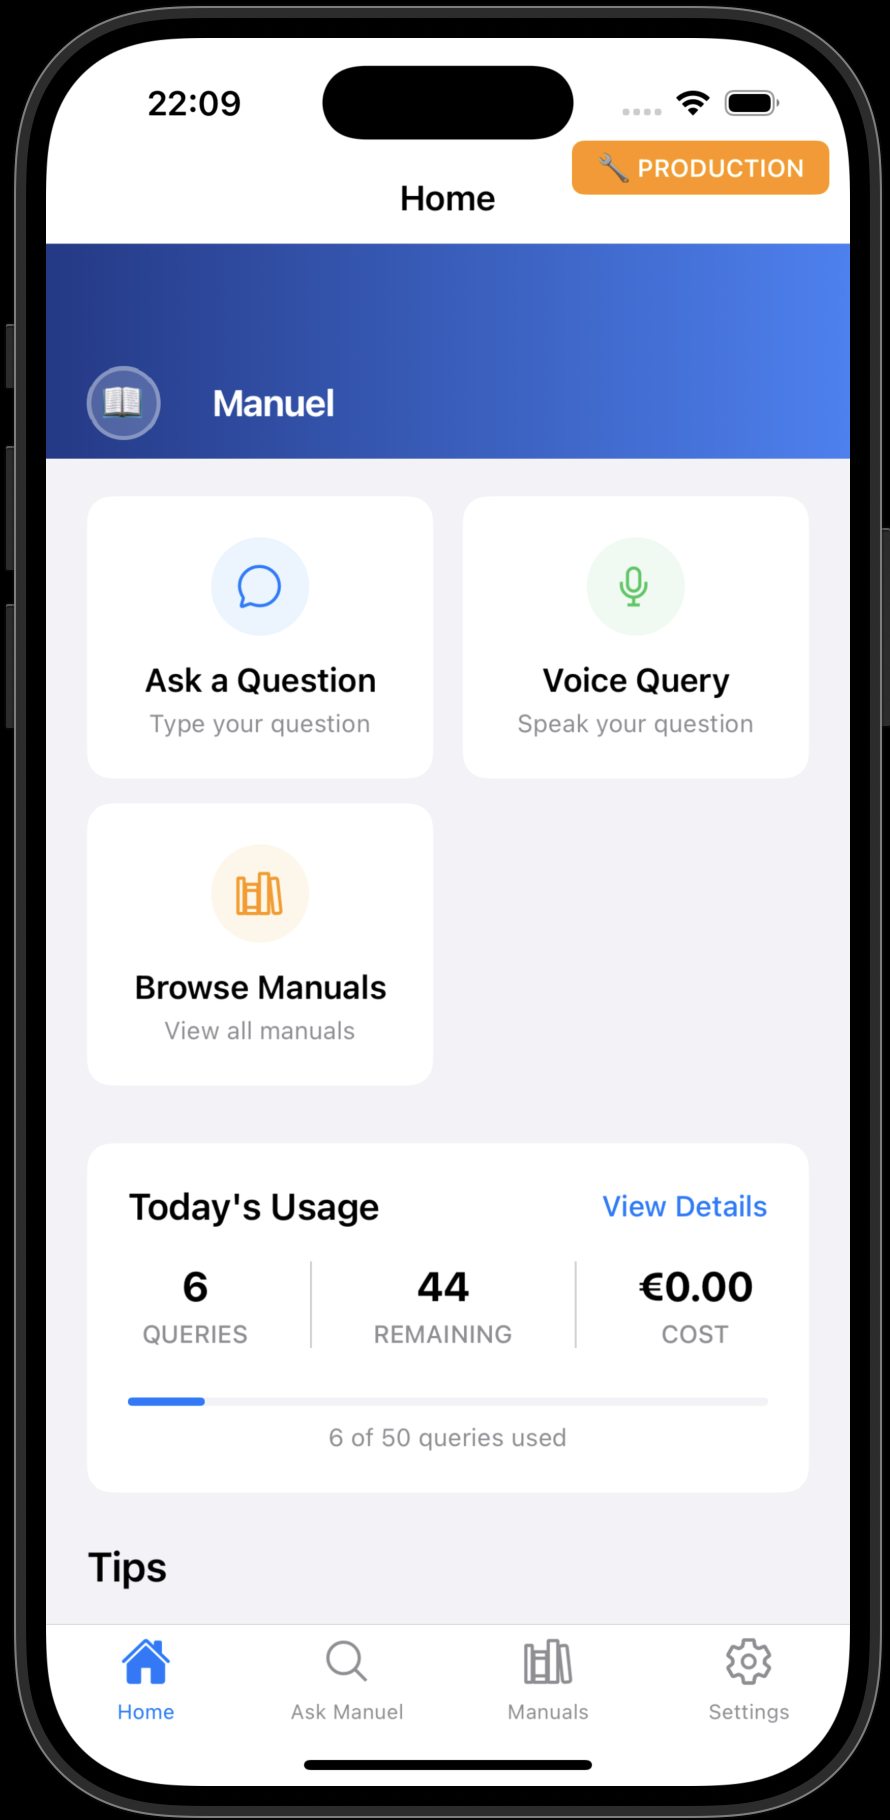 22:09
🔧 PRODUCTION
Home
Manuel
Ask a Question
Type your question
Voice Query
Speak your question
Browse Manuals
View all manuals
Today's Usage
View Details
6
QUERIES
44
REMAINING
€0.00
COST
6 of 50 queries used
Tips
Home
Ask Manuel
Manuals
Settings